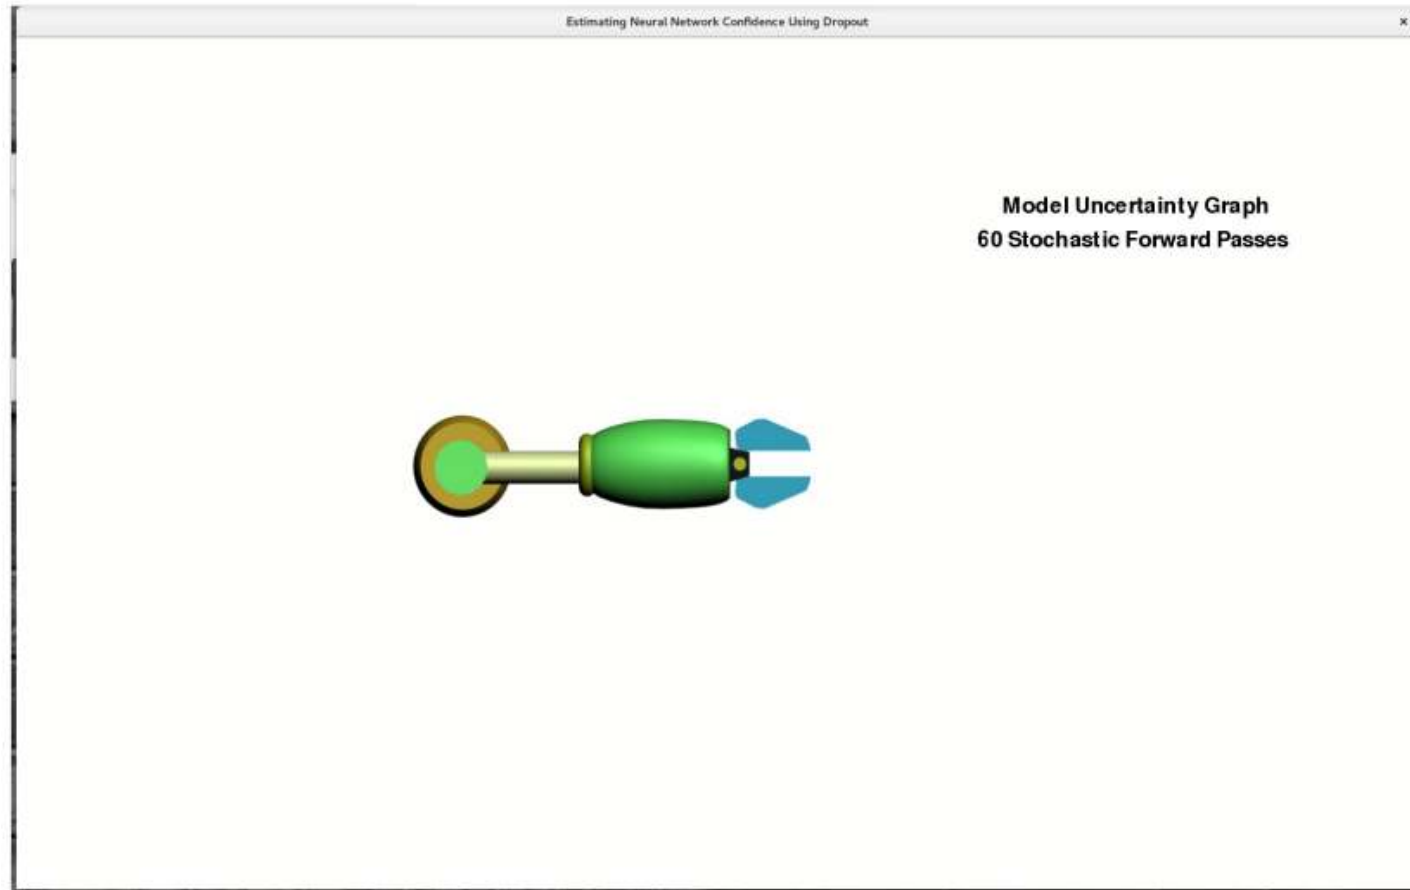 Estimating Neural Network Confidence Using Dropout
Model Uncertainty Graph
60 Stochastic Forward Passes